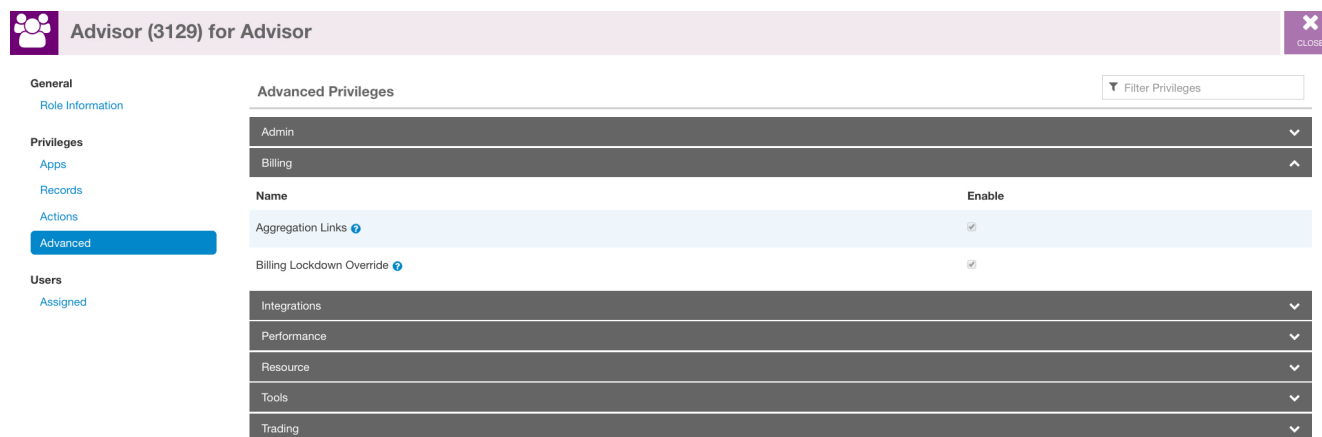 Advisor (3129) for Advisor
CLOSE
General
Role Information
Privileges
Apps
Records
Actions
Advanced
Users
Assigned
Advanced Privileges
Filter Privileges
Admin
Billing
Name Enable
Aggregation Links ?
Billing Lockdown Override ?
Integrations
Performance
Resource
Tools
Trading